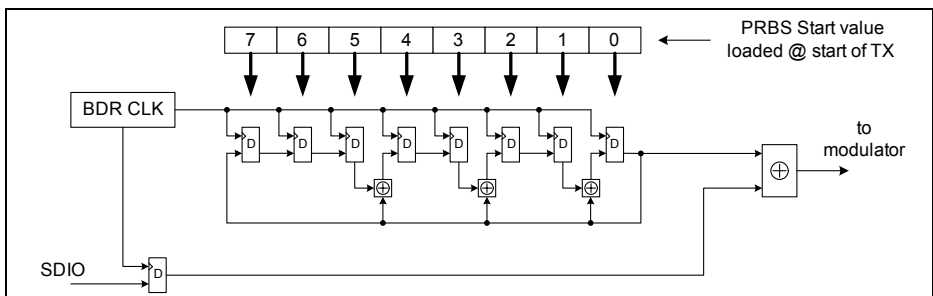 7 6 5 4 3 2 1 0
PRBS Start value
loaded @ start of TX
BDR CLK
D D D D D D D D
to
modulator
SDIO
D